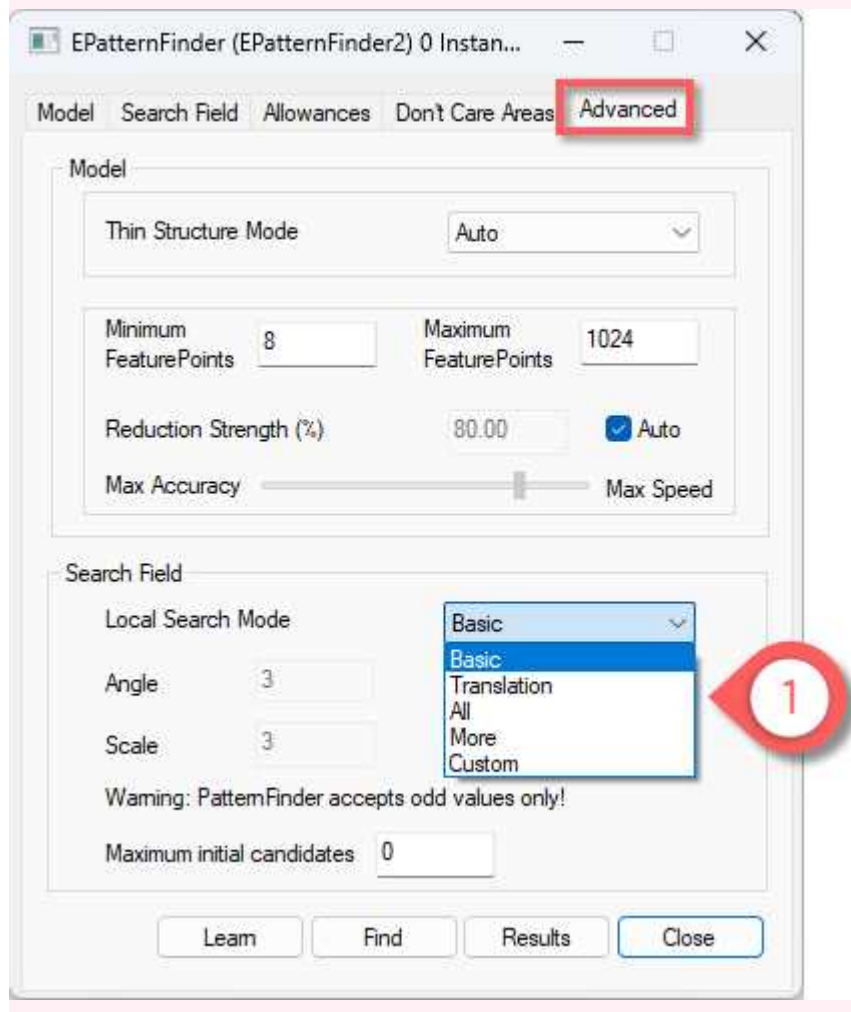 EPatternFinder (EPatternFinder2) 0 Instan...
Model Search Field Allowances Don't Care Areas Advanced
Model
Thin Structure Mode Auto
Minimum FeaturePoints 8 Maximum FeaturePoints 1024
Reduction Strength (%) 80.00 Auto
Max Accuracy Max Speed
Search Field
Local Search Mode Basic
Basic
Angle 3 Translation
All
Scale 3 More
Custom
1
Warning: PatternFinder accepts odd values only!
Maximum initial candidates 0
Learn Find Results Close